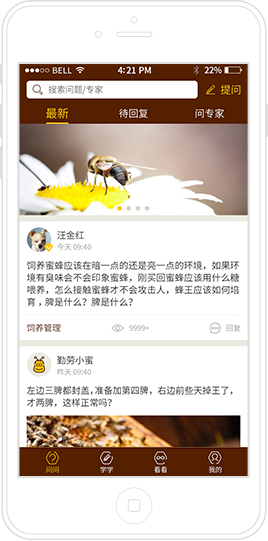 BELL 4:21 PM 22%
搜索问题/专家 提问
最新 待回复 问专家
汪金红
今天 09:40
饲养蜜蜂应该在暗一点的还是亮一点的环境，如果环
境有臭味会不会印象蜜蜂，刚买回蜜蜂应该用什么糖
喂养，怎么接触蜜蜂才不会攻击人，蜂王应该如何培
育，脾是什么？脾是什么？
饲养管理 9999+ 回复
勤劳小蜜
昨天 09:40
左边三脾都封盖，准备加第四脾，右边前些天掉王了，
才两脾，这样正常吗？
问问 学学 看看 我的